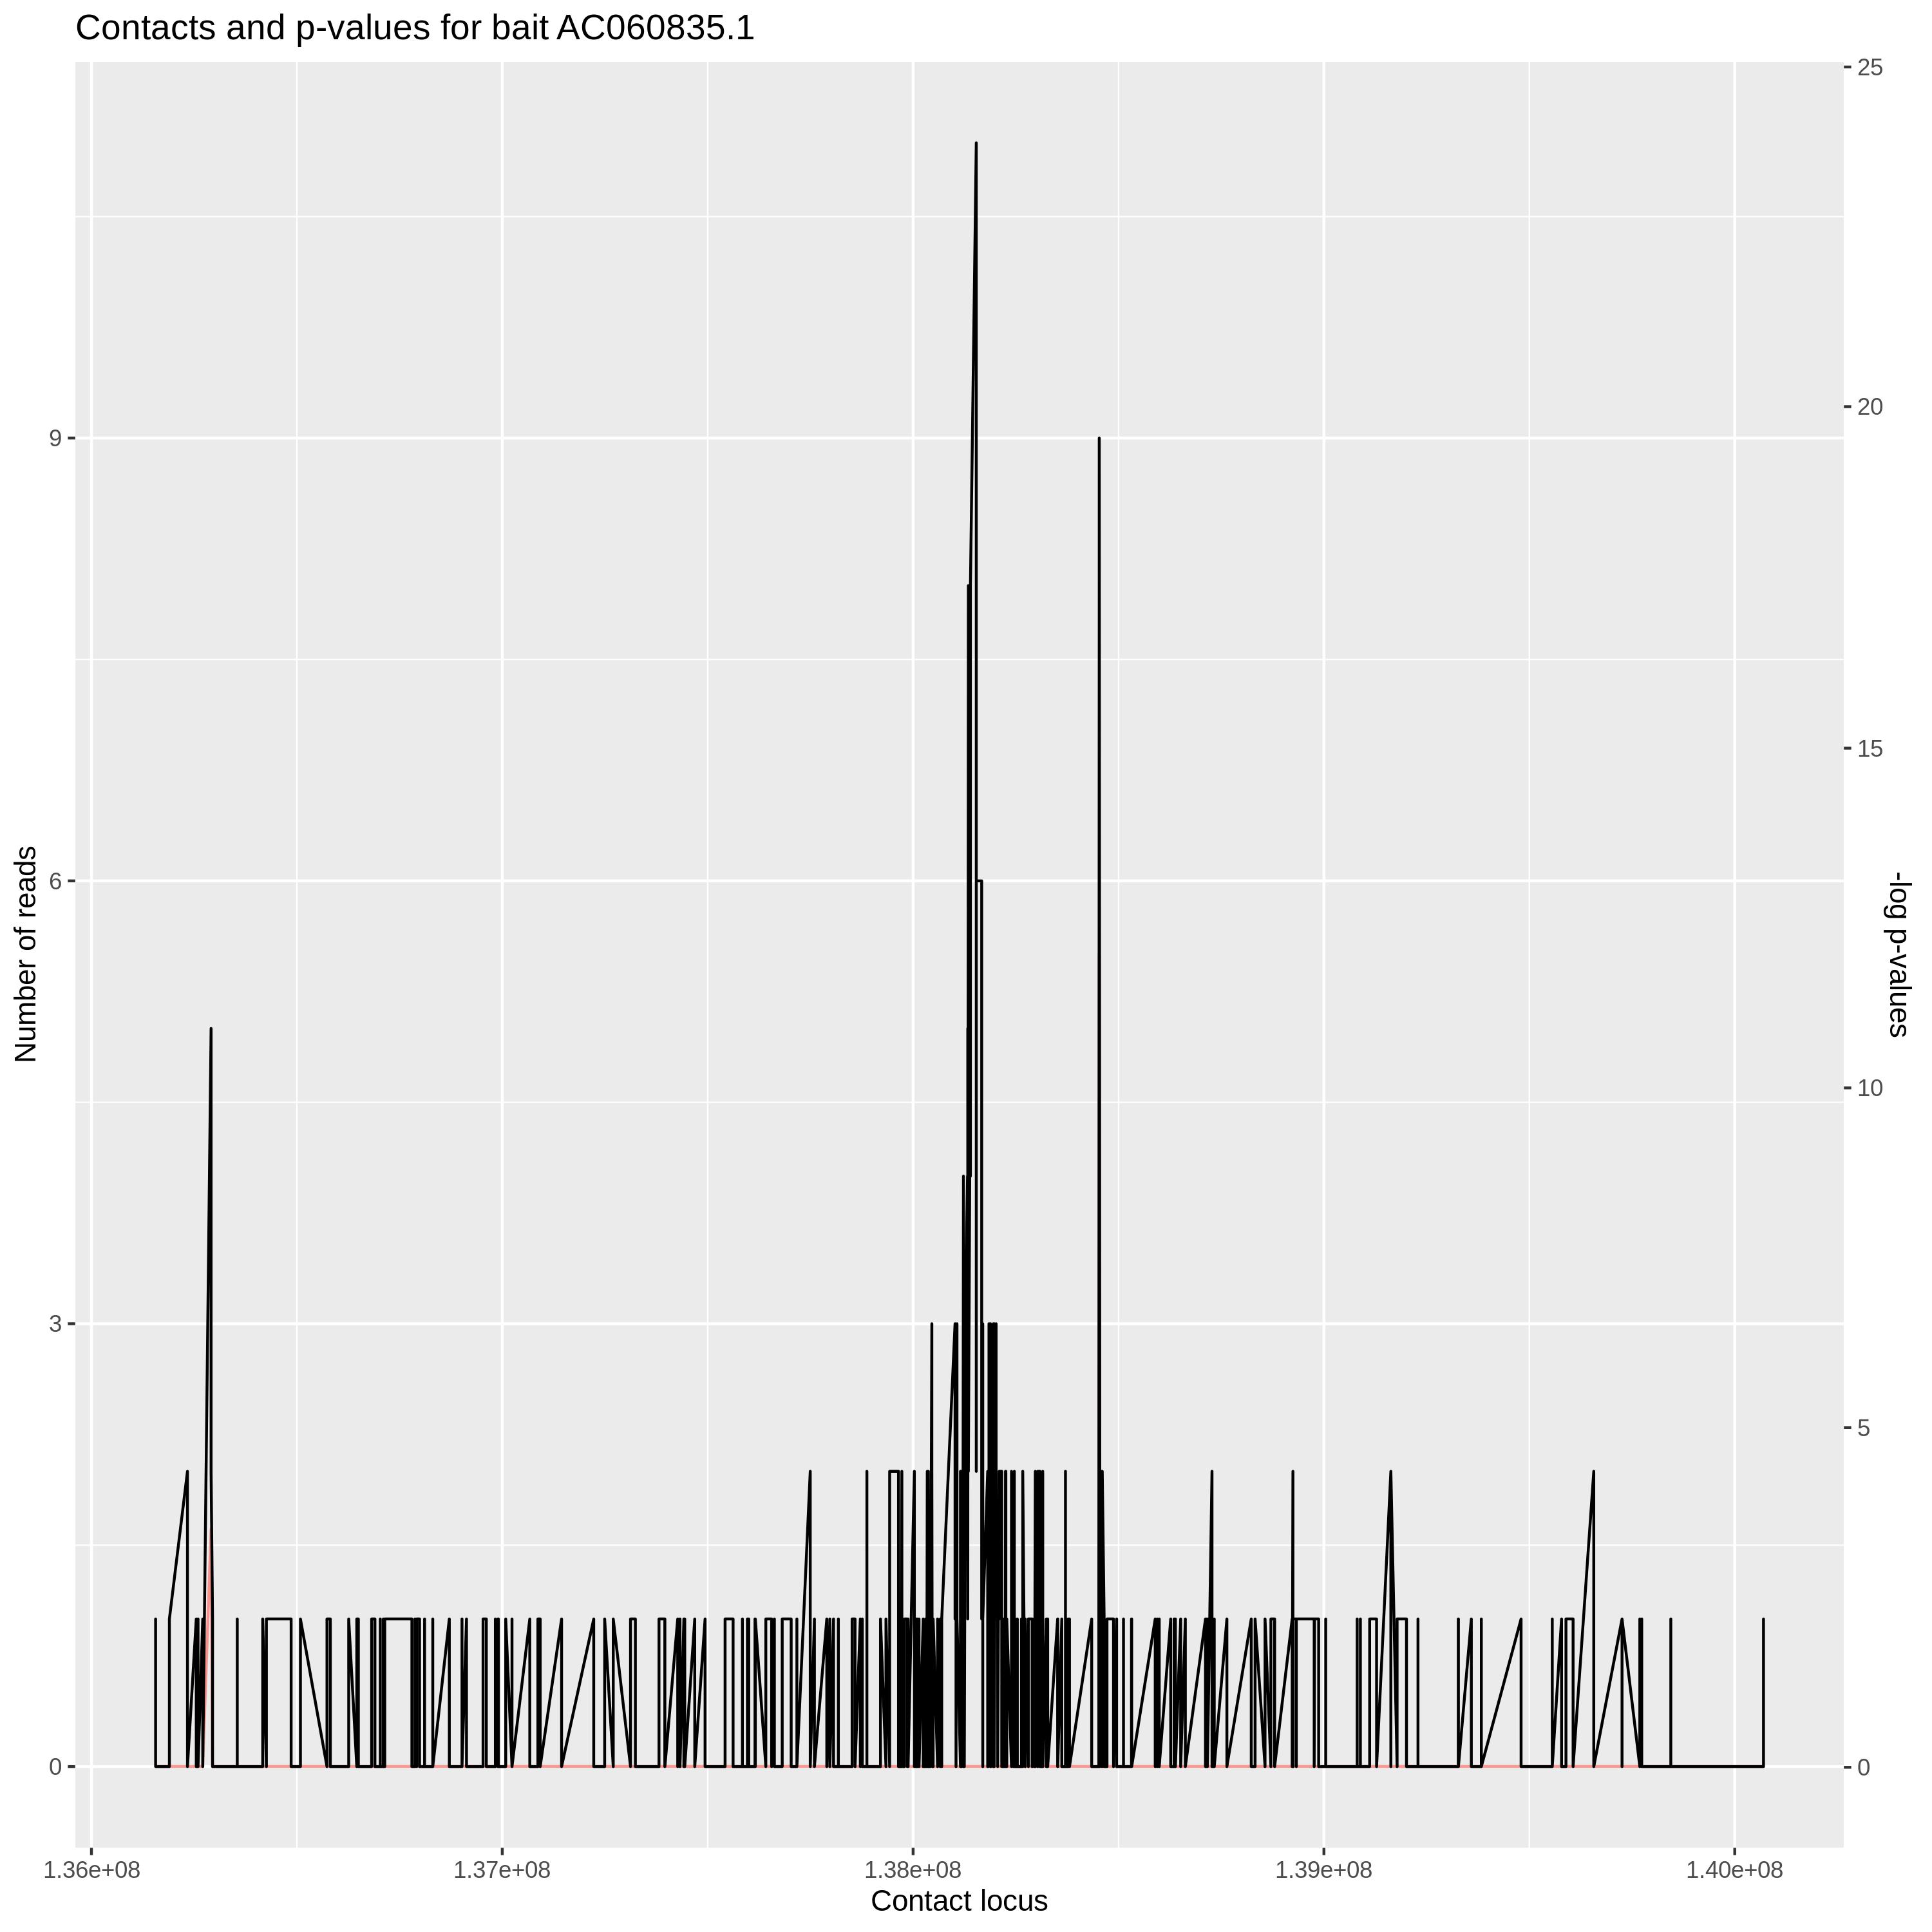 Contacts and p-values for bait AC060835.1
25
20
9
15
6
Number of reads
-log p-values
10
3
5
0
0
1.36e+08
1.37e+08
1.38e+08
1.39e+08
1.40e+08
Contact locus